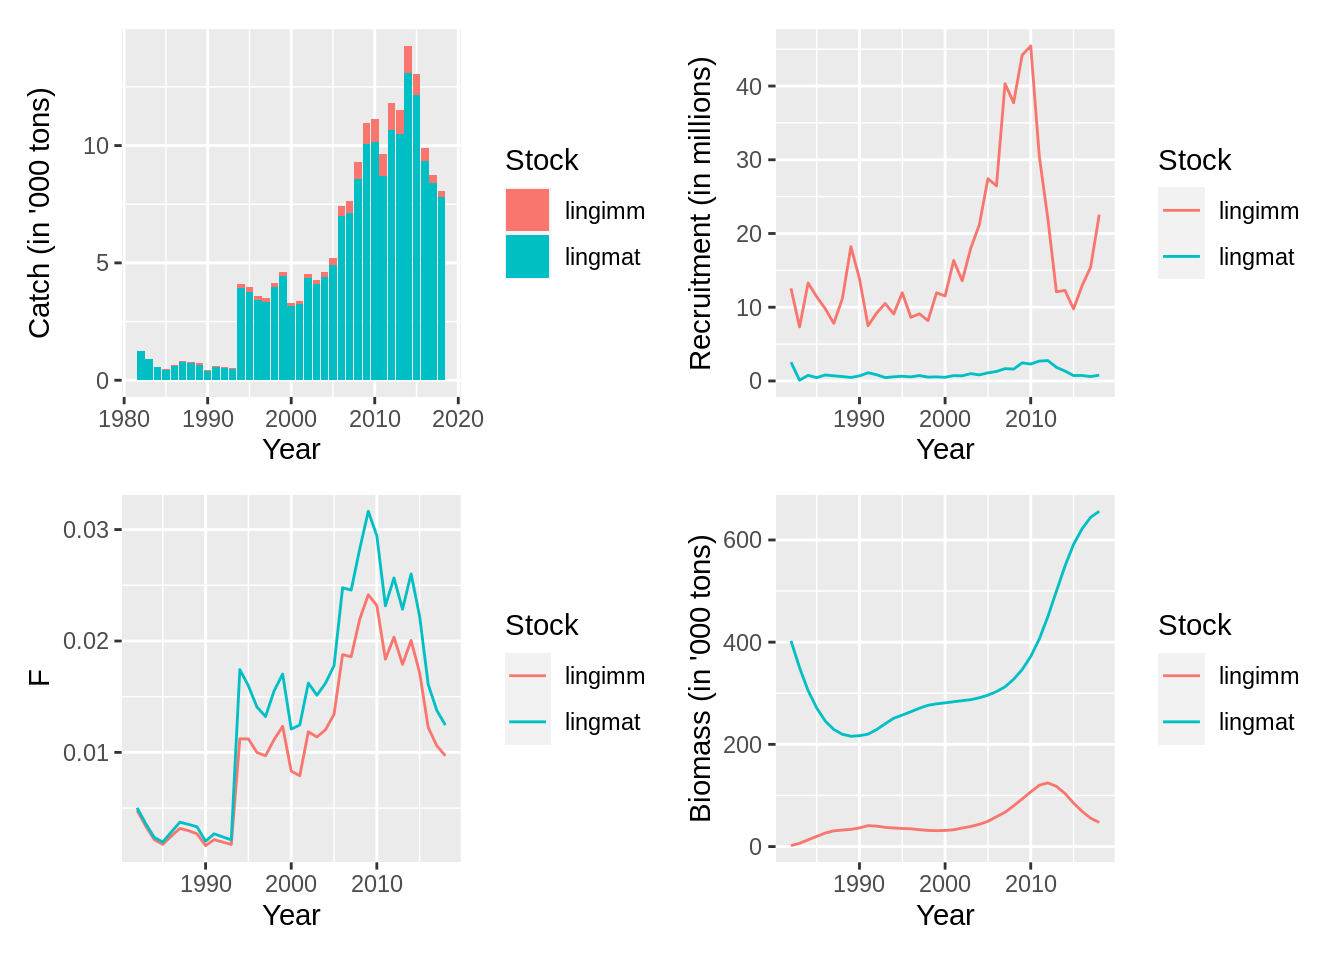 Catch (in '000 tons)
10
5
0
1980 1990 2000 2010 2020
Year
Stock
lingimm
lingmat
Recruitment (in millions)
40
30
20
10
0
1990 2000 2010
Year
Stock
lingimm
lingmat
F
0.03
0.02
0.01
1990 2000 2010
Year
Stock
lingimm
lingmat
Biomass (in '000 tons)
600
400
200
0
1990 2000 2010
Year
Stock
lingimm
lingmat